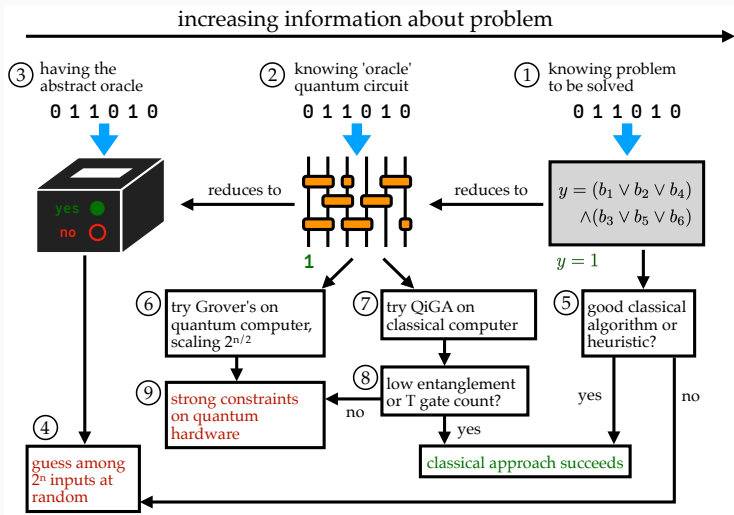 increasing information about problem
③ having the
abstract oracle
0 1 1 0 1 0
② knowing 'oracle'
quantum circuit
0 1 1 0 1 0
① knowing problem
to be solved
0 1 1 0 1 0
yes
no
reduces to
1
reduces to
y = (b₁ ∨ b₂ ∨ b₄)
∧(b₃ ∨ b₅ ∨ b₆)
y = 1
⑥ try Grover's on
quantum computer,
scaling 2ⁿᐟ²
⑦ try QiGA on
classical computer
⑤ good classical
algorithm or
heuristic?
⑨ strong constraints
on quantum
hardware
no
⑧ low entanglement
or T gate count?
yes
yes
no
④
guess among
2ⁿ inputs at
random
classical approach succeeds